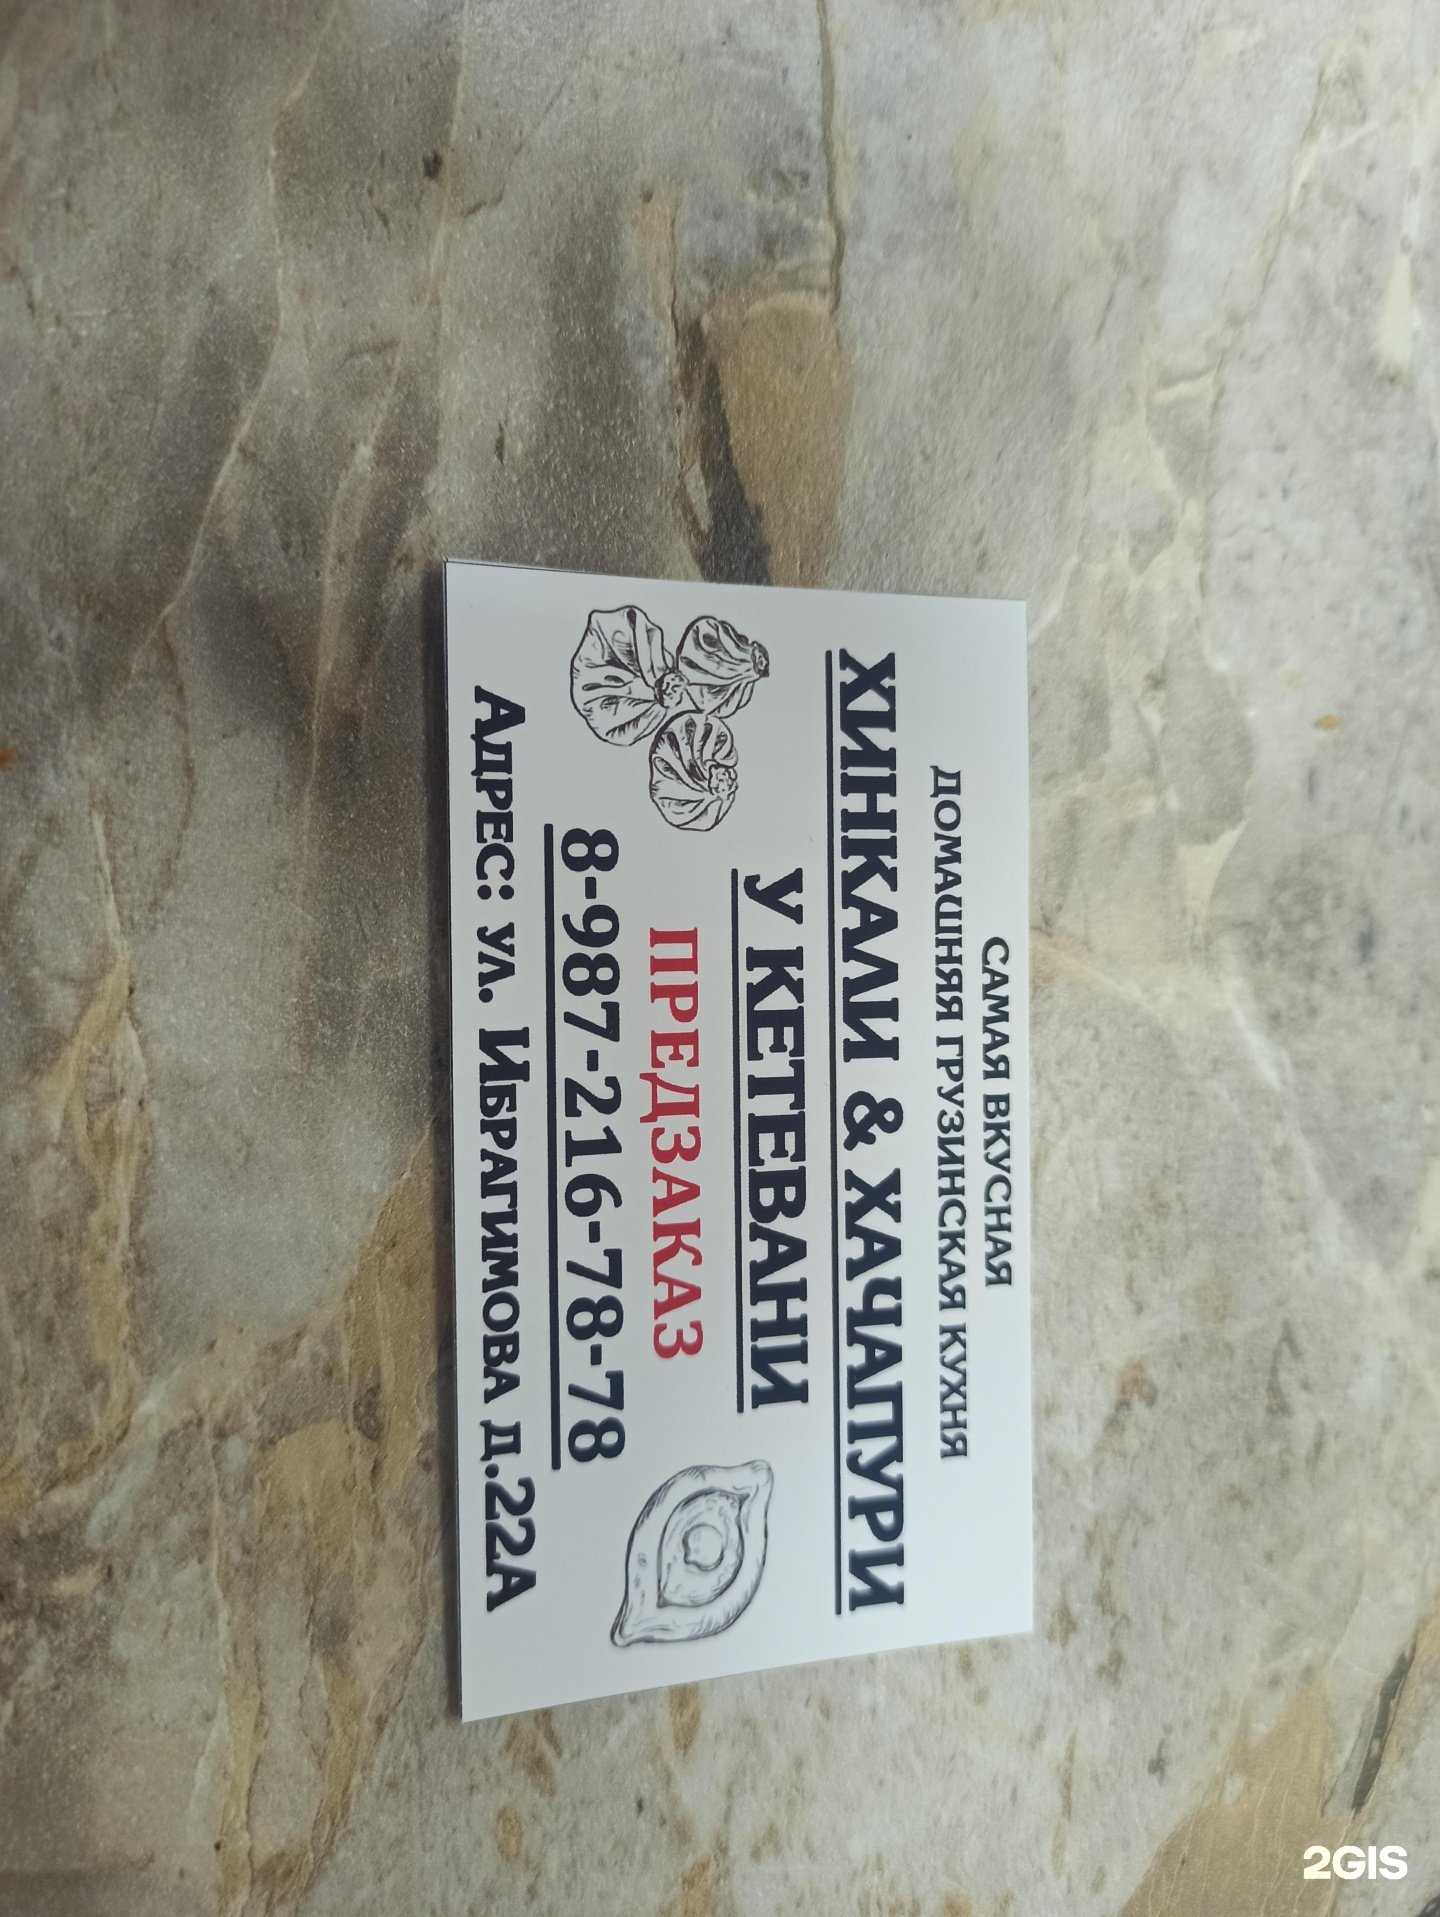 САМАЯ ВКУСНАЯ
ДОМАШНЯЯ ГРУЗИНСКАЯ КУХНЯ
ХИНКАЛИ & ХАЧАПУРИ
У КЕТЕВАНИ
ПРЕДЗАКАЗ
8-987-216-78-78
Адрес: ул. Ибрагимова д.22А
2GIS